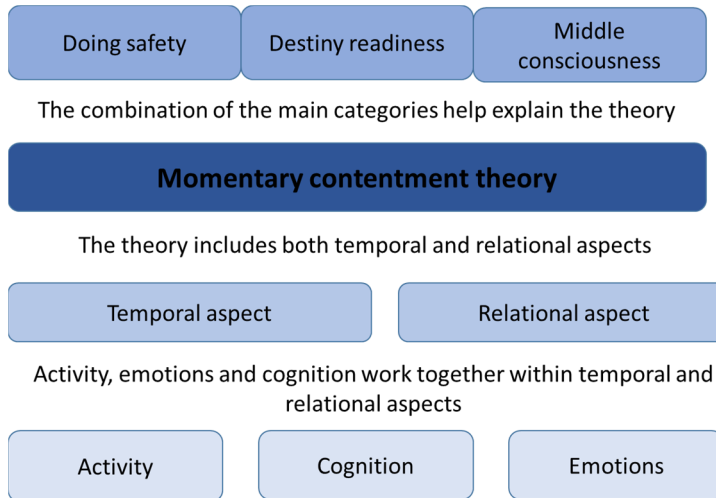 Doing safety
Destiny readiness
Middle
consciousness
The combination of the main categories help explain the theory
Momentary contentment theory
The theory includes both temporal and relational aspects
Temporal aspect
Relational aspect
Activity, emotions and cognition work together within temporal and
relational aspects
Activity
Cognition
Emotions